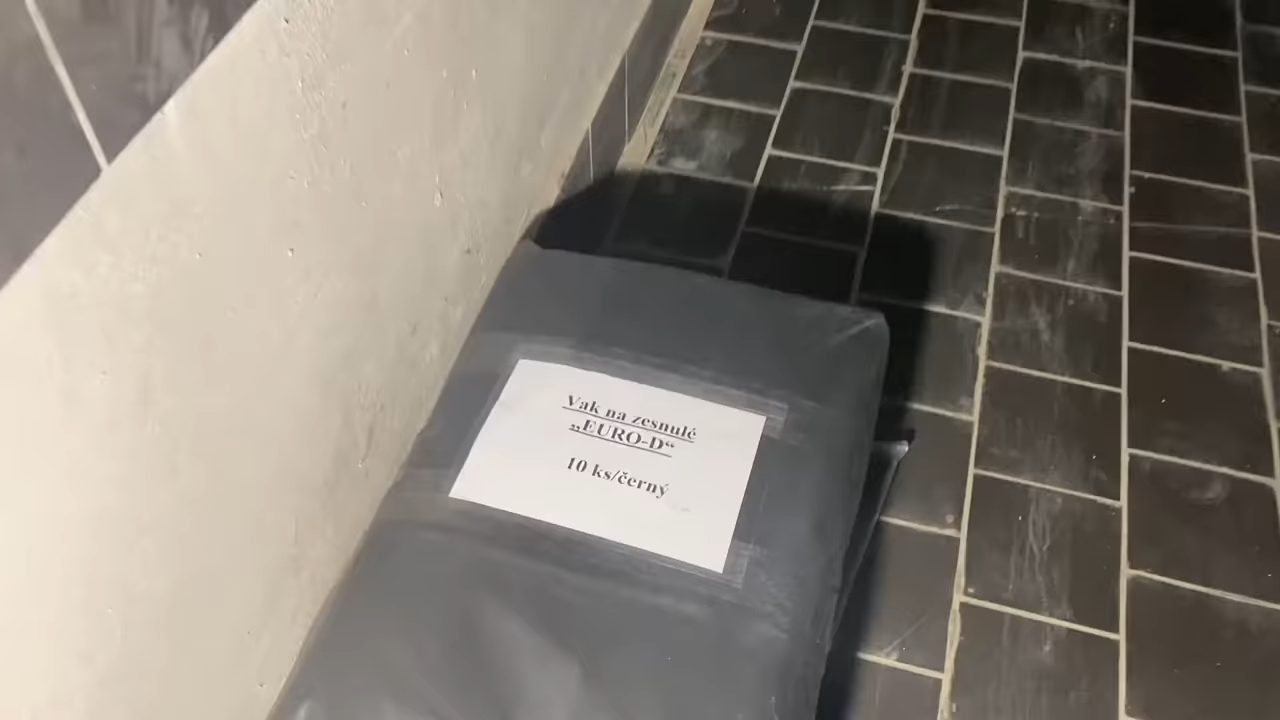 Vak na zesnulé
„EURO-D“
10 ks/černý